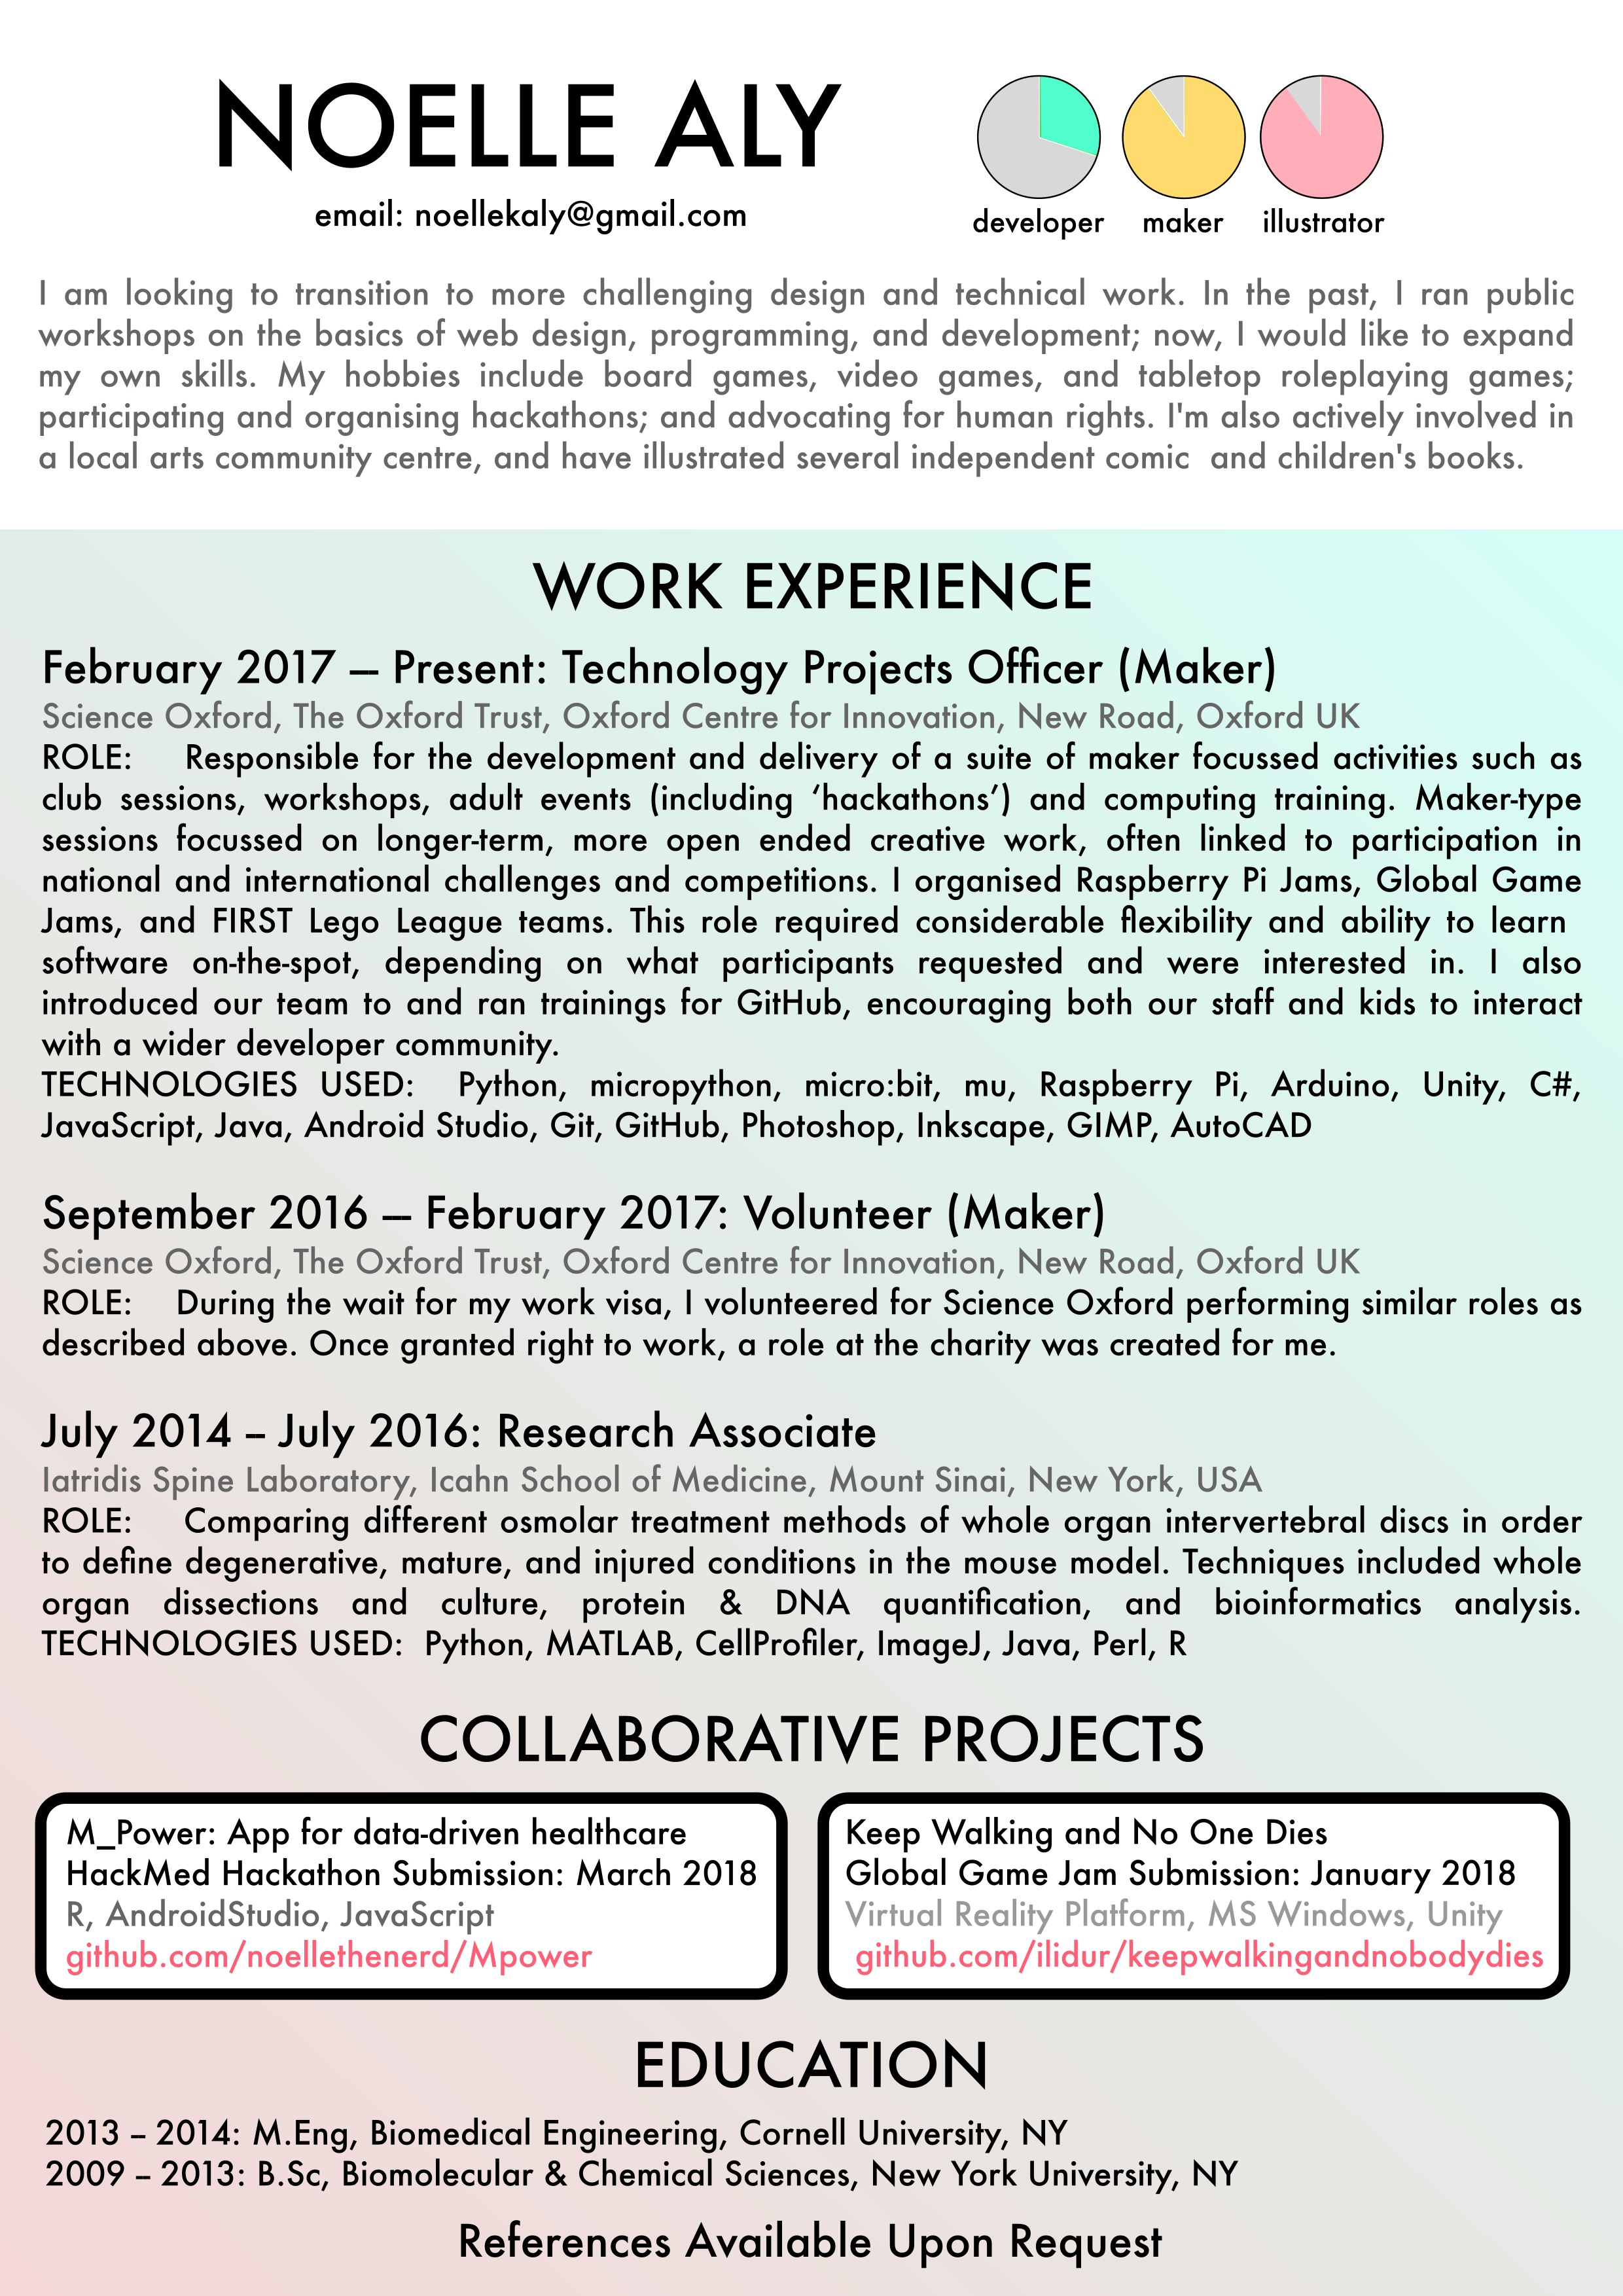 NOELLE ALY
email: noellekaly@gmail.com
developer maker illustrator
I am looking to transition to more challenging design and technical work. In the past, I ran public
workshops on the basics of web design, programming, and development; now, I would like to expand
my own skills. My hobbies include board games, video games, and tabletop roleplaying games;
participating and organising hackathons; and advocating for human rights. I'm also actively involved in
a local arts community centre, and have illustrated several independent comic and children's books.
WORK EXPERIENCE
February 2017 –- Present: Technology Projects Officer (Maker)
Science Oxford, The Oxford Trust, Oxford Centre for Innovation, New Road, Oxford UK
ROLE: Responsible for the development and delivery of a suite of maker focussed activities such as
club sessions, workshops, adult events (including ‘hackathons’) and computing training. Maker-type
sessions focussed on longer-term, more open ended creative work, often linked to participation in
national and international challenges and competitions. I organised Raspberry Pi Jams, Global Game
Jams, and FIRST Lego League teams. This role required considerable flexibility and ability to learn
software on-the-spot, depending on what participants requested and were interested in. I also
introduced our team to and ran trainings for GitHub, encouraging both our staff and kids to interact
with a wider developer community.
TECHNOLOGIES USED: Python, micropython, micro:bit, mu, Raspberry Pi, Arduino, Unity, C#,
JavaScript, Java, Android Studio, Git, GitHub, Photoshop, Inkscape, GIMP, AutoCAD
September 2016 –- February 2017: Volunteer (Maker)
Science Oxford, The Oxford Trust, Oxford Centre for Innovation, New Road, Oxford UK
ROLE: During the wait for my work visa, I volunteered for Science Oxford performing similar roles as
described above. Once granted right to work, a role at the charity was created for me.
July 2014 – July 2016: Research Associate
Iatridis Spine Laboratory, Icahn School of Medicine, Mount Sinai, New York, USA
ROLE: Comparing different osmolar treatment methods of whole organ intervertebral discs in order
to define degenerative, mature, and injured conditions in the mouse model. Techniques included whole
organ dissections and culture, protein & DNA quantification, and bioinformatics analysis.
TECHNOLOGIES USED: Python, MATLAB, CellProfiler, ImageJ, Java, Perl, R
COLLABORATIVE PROJECTS
M_Power: App for data-driven healthcare
HackMed Hackathon Submission: March 2018
R, AndroidStudio, JavaScript
github.com/noellethenerd/Mpower
Keep Walking and No One Dies
Global Game Jam Submission: January 2018
Virtual Reality Platform, MS Windows, Unity
github.com/ilidur/keepwalkingandnobodydies
EDUCATION
2013 – 2014: M.Eng, Biomedical Engineering, Cornell University, NY
2009 – 2013: B.Sc, Biomolecular & Chemical Sciences, New York University, NY
References Available Upon Request